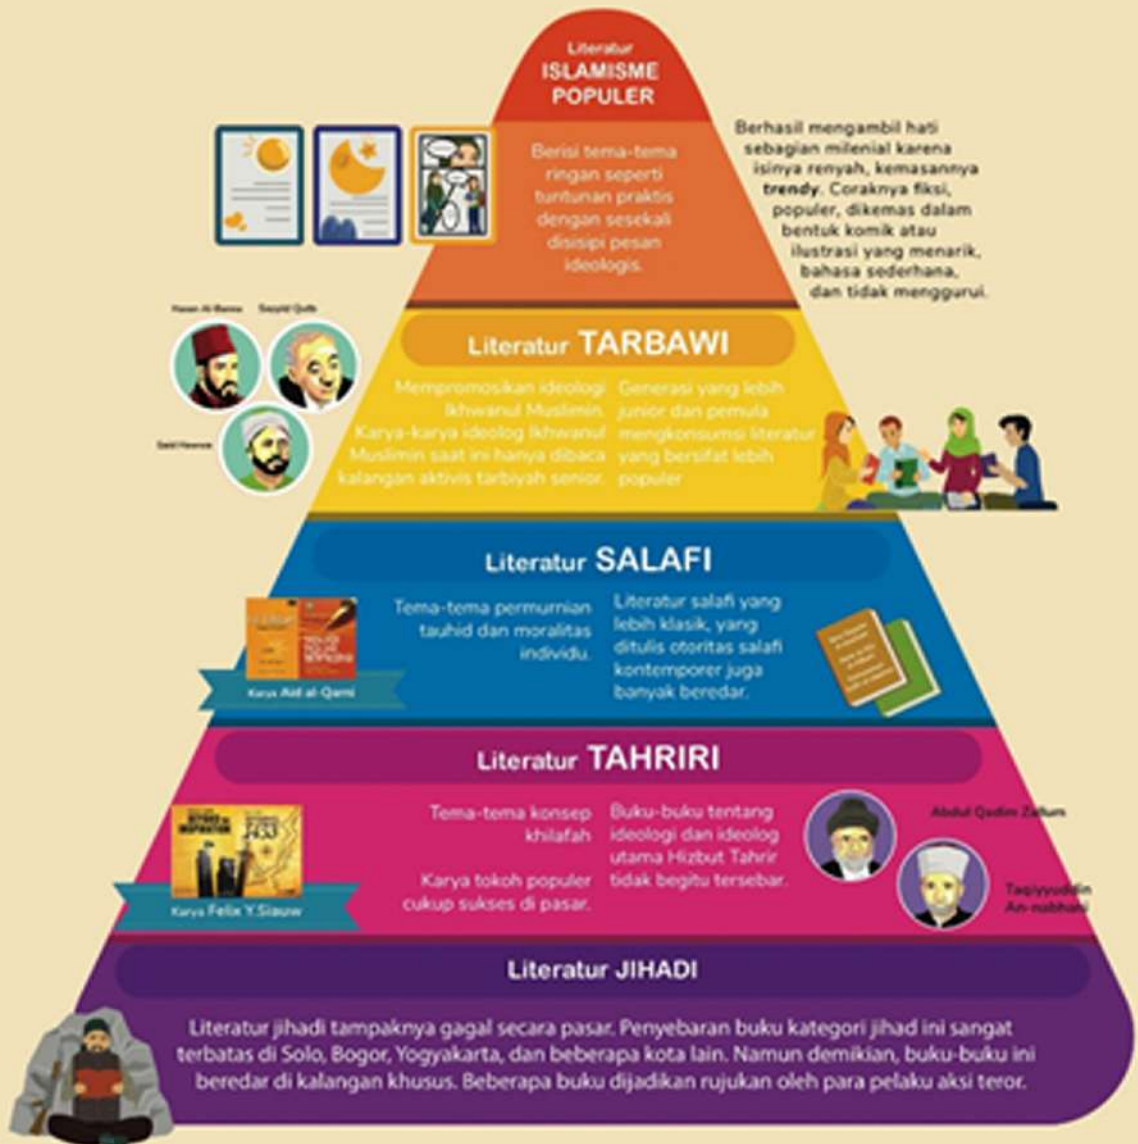 Literatur
ISLAMISME
POPULER
Berisi tema-tema
ringan seperti
tuntunan praktis
dengan sesekali
disisipi pesan
ideologis.
Berhasil mengambil hati
sebagian milenial karena
isinya renyah, kemasannya
trendy. Coraknya fiksi,
populer, dikemas dalam
bentuk komik atau
ilustrasi yang menarik,
bahasa sederhana,
dan tidak menggurui.
Hasan Al-Banna
Sayyid Qutb
Said Hawwa
Literatur TARBAWI
Mempromosikan ideologi
Ikhwanul Muslimin.
Karya-karya ideolog Ikhwanul
Muslimin saat ini hanya dibaca
kalangan aktivis tarbiyah senior.
Generasi yang lebih
junior dan pemula
mengkonsumsi literatur
yang bersifat lebih
populer
Literatur SALAFI
Tema-tema permurnian
tauhid dan moralitas
individu.
Literatur salafi yang
lebih klasik, yang
ditulis otoritas salafi
kontemporer juga
banyak beredar.
Karya Aid al-Qarni
Literatur TAHRIRI
Tema-tema konsep
khilafah
Karya tokoh populer
cukup sukses di pasar.
Buku-buku tentang
ideologi dan ideolog
utama Hizbut Tahrir
tidak begitu tersebar.
BEYOND THE
INSPIRATION
1453
Karya Felix Y.Siauw
Abdul Qadim Zallum
Taqiyyuddin
An-nabhani
Literatur JIHADI
Literatur jihadi tampaknya gagal secara pasar. Penyebaran buku kategori jihad ini sangat
terbatas di Solo, Bogor, Yogyakarta, dan beberapa kota lain. Namun demikian, buku-buku ini
beredar di kalangan khusus. Beberapa buku dijadikan rujukan oleh para pelaku aksi teror.